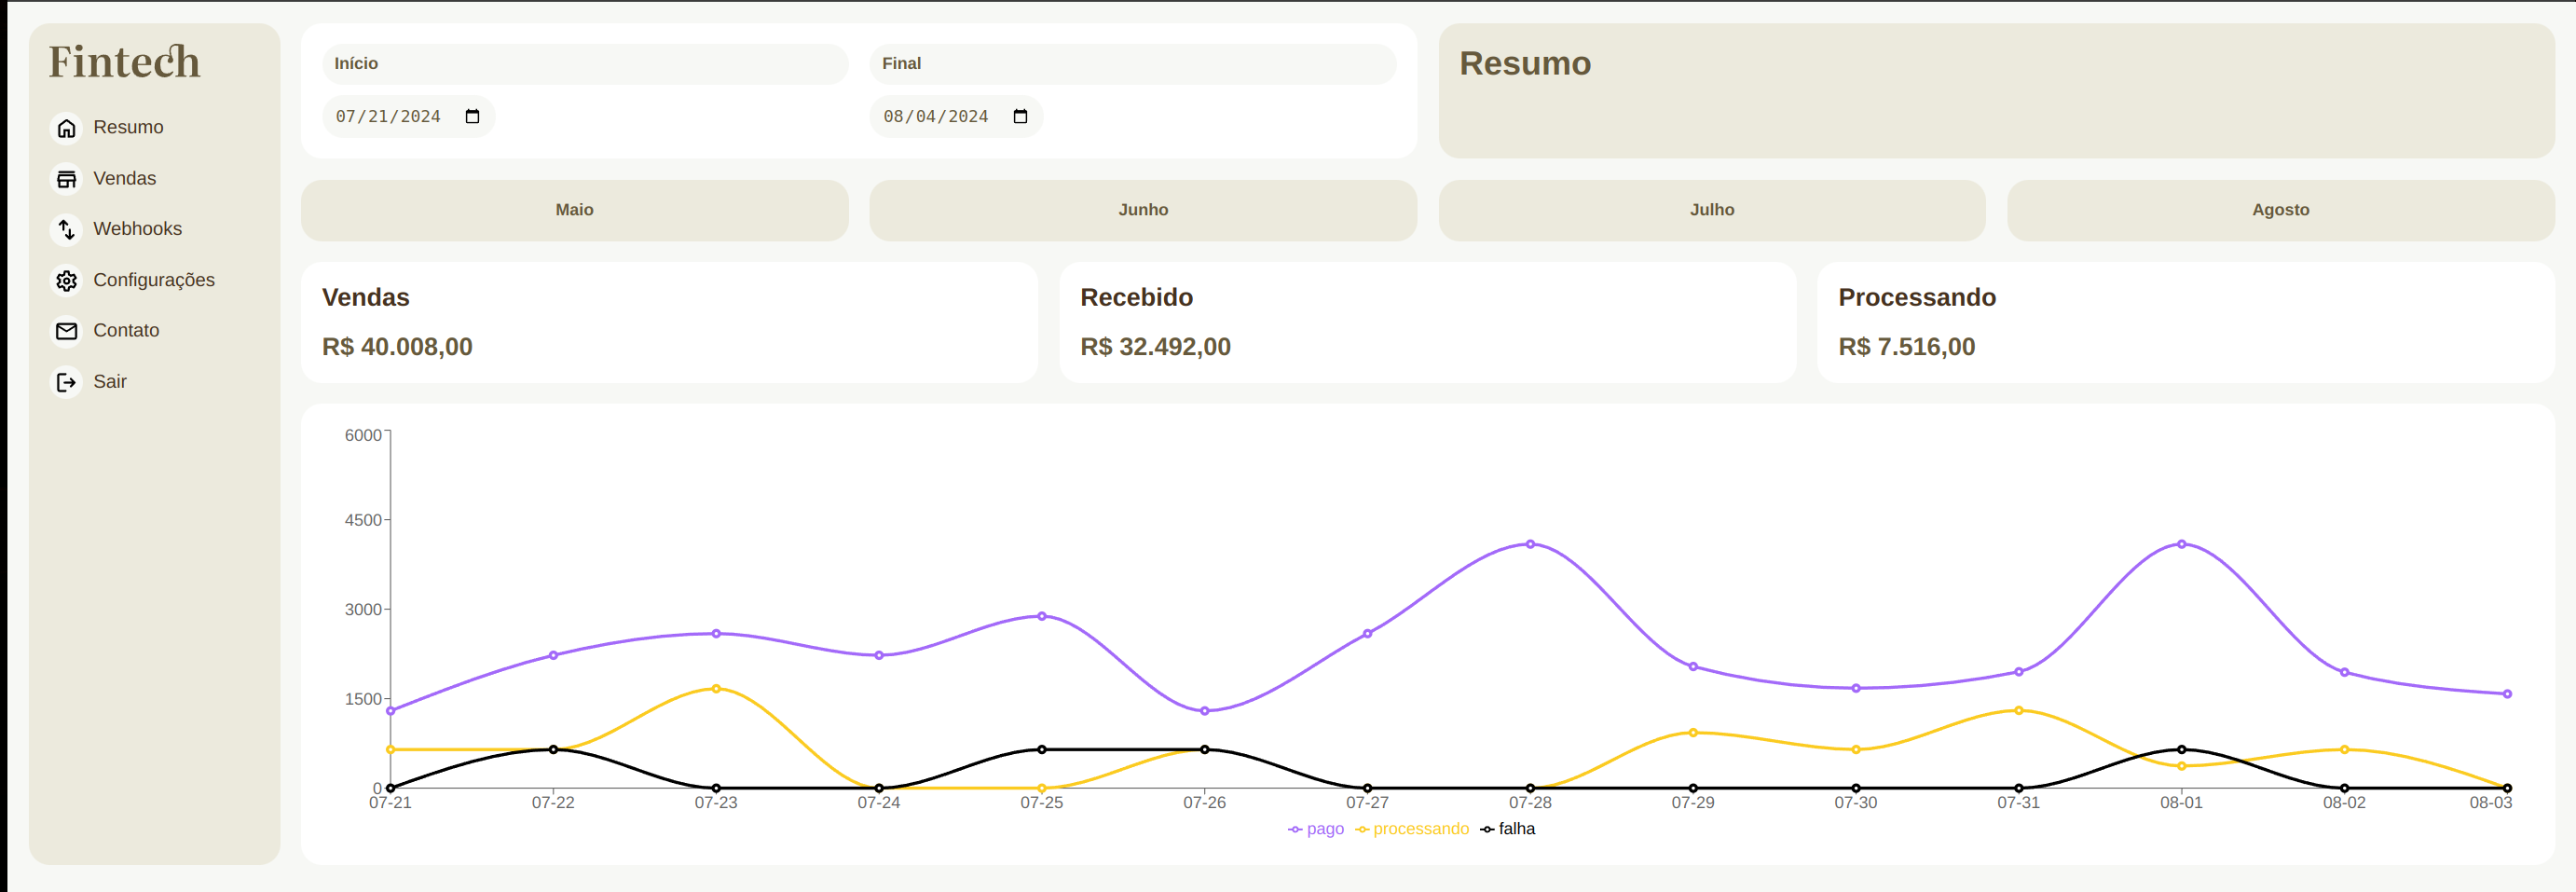 Fintech
Resumo
Vendas
Webhooks
Configurações
Contato
Sair
Início
07/21/2024
Final
08/04/2024
Resumo
Maio
Junho
Julho
Agosto
Vendas
R$ 40.008,00
Recebido
R$ 32.492,00
Processando
R$ 7.516,00
6000
4500
3000
1500
0
07-21 07-22 07-23 07-24 07-25 07-26 07-27 07-28 07-29 07-30 07-31 08-01 08-02 08-03
pago processando falha